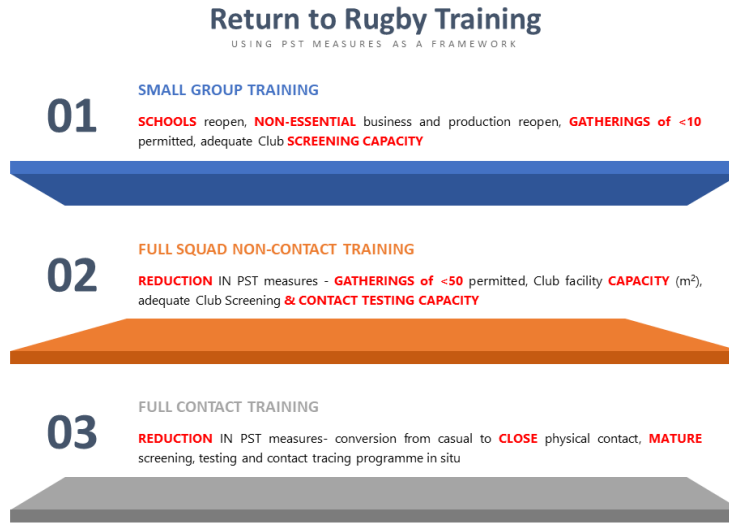 Return to Rugby Training
USING PST MEASURES AS A FRAMEWORK
01
SMALL GROUP TRAINING
SCHOOLS reopen, NON-ESSENTIAL business and production reopen, GATHERINGS of <10
permitted, adequate Club SCREENING CAPACITY
02
FULL SQUAD NON-CONTACT TRAINING
REDUCTION IN PST measures - GATHERINGS of <50 permitted, Club facility CAPACITY (m²),
adequate Club Screening & CONTACT TESTING CAPACITY
03
FULL CONTACT TRAINING
REDUCTION IN PST measures- conversion from casual to CLOSE physical contact, MATURE
screening, testing and contact tracing programme in situ